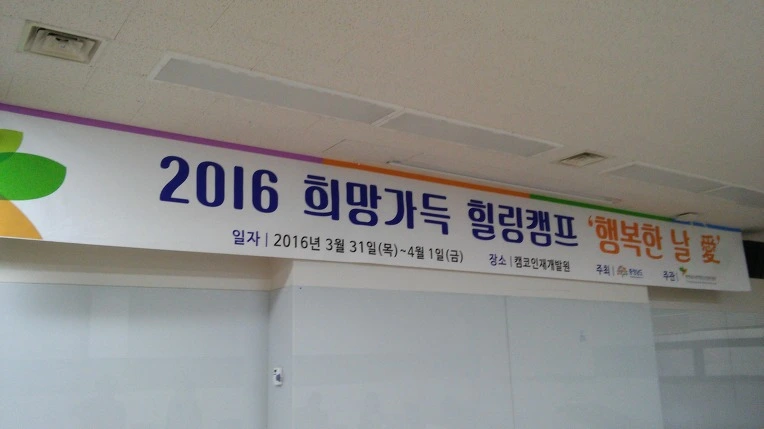 2016 희망가득 힐링캠프 '행복한 날 愛'
일자 | 2016년 3월 31일(목)~4월 1일(금) 장소 | 캠코인재개발원 주최 | 주관 |